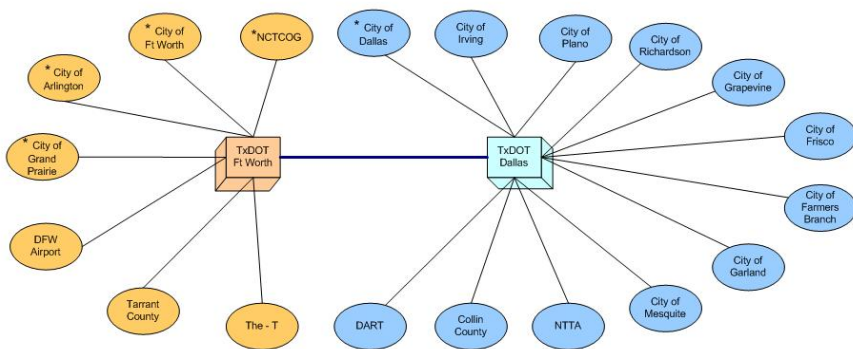 * City of
Ft Worth
*NCTCOG
* City of
Dallas
City of
Irving
City of
Plano
City of
Richardson
* City of
Arlington
City of
Grapevine
* City of
Grand
Prairie
TxDOT
Ft Worth
TxDOT
Dallas
City of
Frisco
City of
Farmers
Branch
DFW
Airport
City of
Garland
Tarrant
County
The - T
DART
Collin
County
NTTA
City of
Mesquite